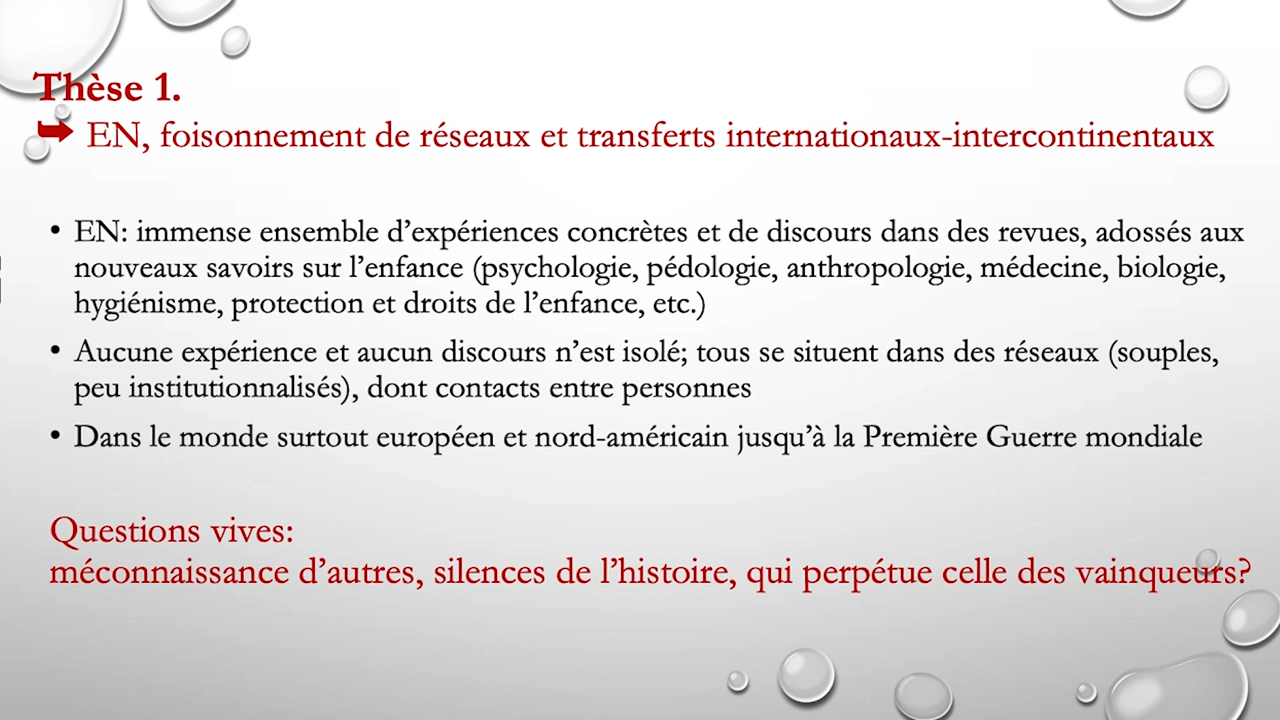 Thèse 1.
EN, foisonnement de réseaux et transferts internationaux-intercontinentaux
• EN: immense ensemble d’expériences concrètes et de discours dans des revues, adossés aux
nouveaux savoirs sur l’enfance (psychologie, pédologie, anthropologie, médecine, biologie,
hygiénisme, protection et droits de l’enfance, etc.)
• Aucune expérience et aucun discours n’est isolé; tous se situent dans des réseaux (souples,
peu institutionnalisés), dont contacts entre personnes
• Dans le monde surtout européen et nord-américain jusqu’à la Première Guerre mondiale
Questions vives:
méconnaissance d’autres, silences de l’histoire, qui perpétue celle des vainqueurs?